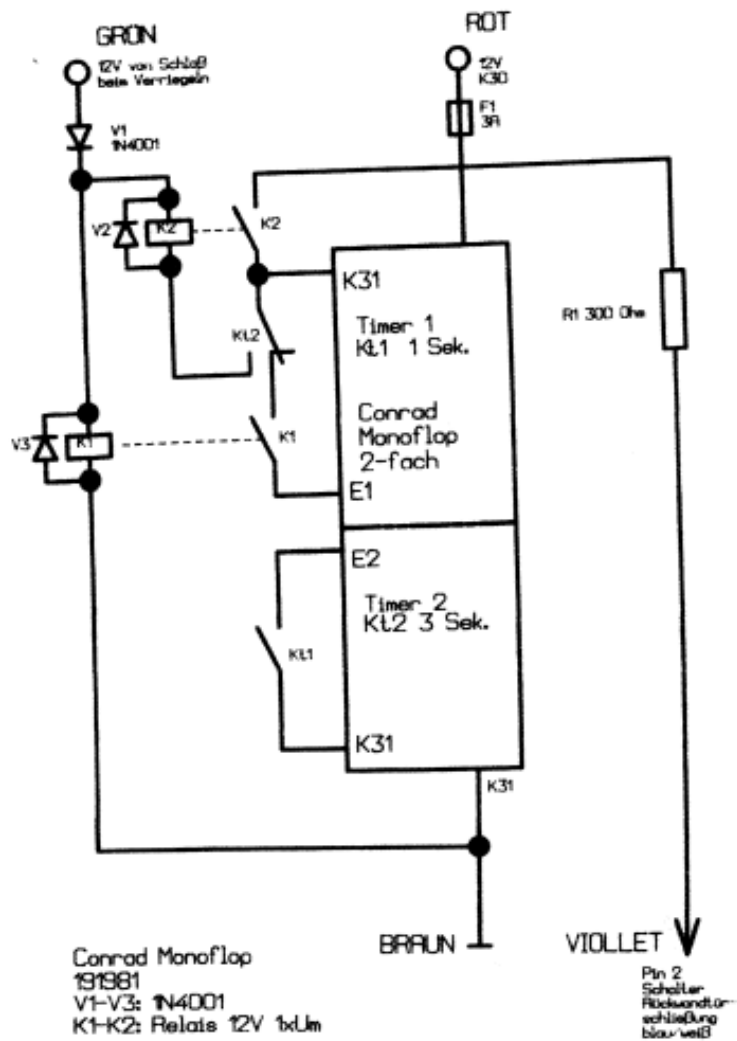 GRÜN
12V von Schloß
beim Verriegeln
ROT
12V
K30
F1
3A
V1
1N4001
V2
K2
K2
K31
Timer 1
Kt1 1 Sek.
Kt2
R1 300 Ohm
Conrad
Monoflop
2-fach
V3
K1
K1
E1
E2
Timer 2
Kt2 3 Sek.
Kt1
K31
K31
BRAUN
VIOLLET
Pin 2
Schalter
Rückwandtür-
schließung
blau/weiß
Conrad Monoflop
191981
V1-V3: 1N4001
K1-K2: Relais 12V 1xUm